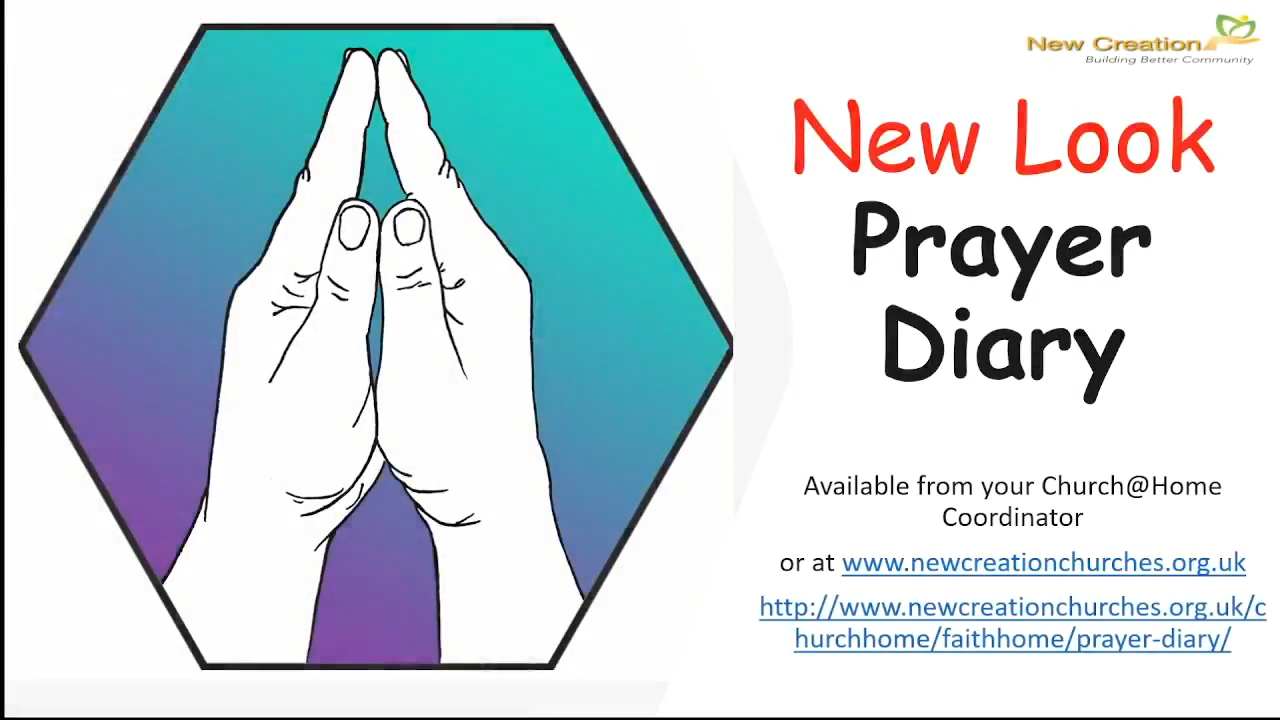 New Creation
Building Better Community
New Look
Prayer
Diary
Available from your Church@Home
Coordinator
or at www.newcreationchurches.org.uk
http://www.newcreationchurches.org.uk/c
hurchhome/faithhome/prayer-diary/